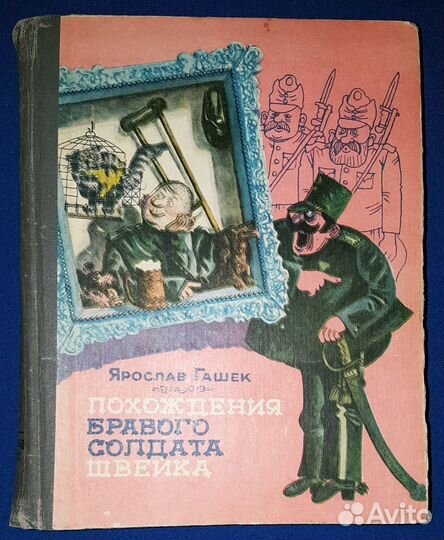 Ярослав Гашек
ПОХОЖДЕНИЯ
БРАВОГО
СОЛДАТА
ШВЕЙКА
Avito